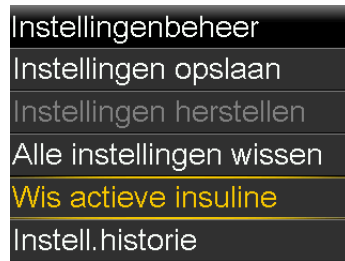 Instellingenbeheer
Instellingen opslaan
Instellingen herstellen
Alle instellingen wissen
Wis actieve insuline
Instell.historie